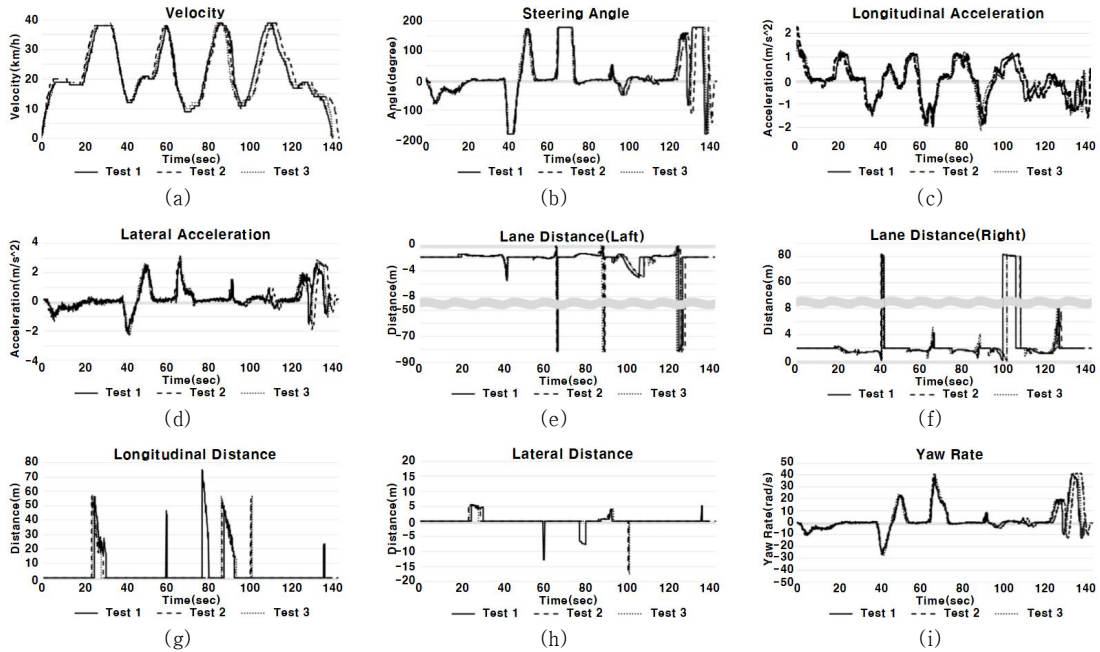 Velocity
Velocity(km/h)
40
30
20
10
0
0 20 40 60 80 100 120 140
Time(sec)
Test 1 Test 2 Test 3
(a)
Steering Angle
Angle(degree)
200
100
0
−100
−200
0 20 40 60 80 100 120 140
Time(sec)
Test 1 Test 2 Test 3
(b)
Longitudinal Acceleration
Acceleration(m/s^2)
2
1
0
−1
−2
0 20 40 60 80 100 120 140
Time(sec)
Test 1 Test 2 Test 3
(c)
Lateral Acceleration
Acceleration(m/s^2)
4
2
0
−2
−4
0 20 40 60 80 100 120 140
Time(sec)
Test 1 Test 2 Test 3
(d)
Lane Distance(Left)
Distance(m)
0
−4
−8
−50
−70
−90
0 20 40 60 80 100 120 140
Time(sec)
Test 1 Test 2 Test 3
(e)
Lane Distance(Right)
Distance(m)
80
60
8
4
0
0 20 40 60 80 100 120 140
Time(sec)
Test 1 Test 2 Test 3
(f)
Longitudinal Distance
Distance(m)
80
70
60
50
40
30
20
10
0
0 20 40 60 80 100 120 140
Time(sec)
Test 1 Test 2 Test 3
(g)
Lateral Distance
Distance(m)
20
15
10
5
0
−5
−10
−15
−20
0 20 40 60 80 100 120 140
Time(sec)
Test 1 Test 2 Test 3
(h)
Yaw Rate
Yaw Rate(rad/s)
50
40
30
20
10
0
−10
−20
−30
−40
−50
0 20 40 60 80 100 120 140
Time(sec)
Test 1 Test 2 Test 3
(i)